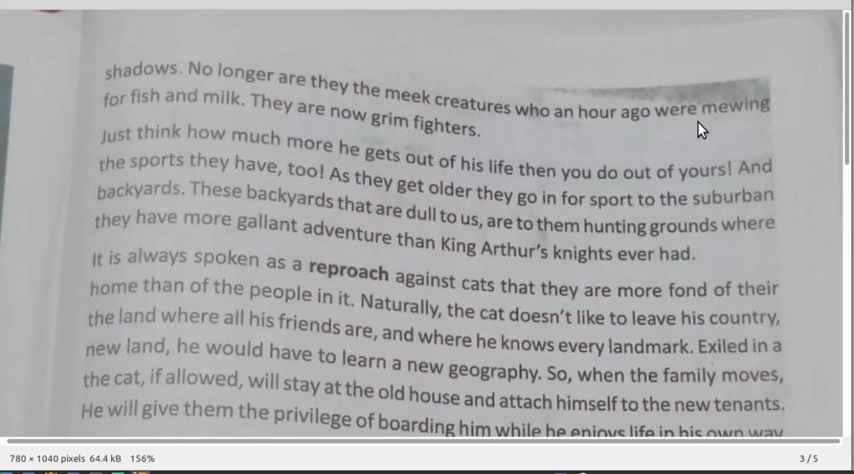 shadows. No longer are they the meek creatures who an hour ago were mewing
for fish and milk. They are now grim fighters.
Just think how much more he gets out of his life then you do out of yours! And
the sports they have, too! As they get older they go in for sport to the suburban
backyards. These backyards that are dull to us, are to them hunting grounds where
they have more gallant adventure than King Arthur's knights ever had.
It is always spoken as a reproach against cats that they are more fond of their
home than of the people in it. Naturally, the cat doesn't like to leave his country,
the land where all his friends are, and where he knows every landmark. Exiled in a
new land, he would have to learn a new geography. So, when the family moves,
the cat, if allowed, will stay at the old house and attach himself to the new tenants.
He will give them the privilege of boarding him while he enjoys life in his own way
780 × 1040 pixels 64.4 kB 156% 3 / 5